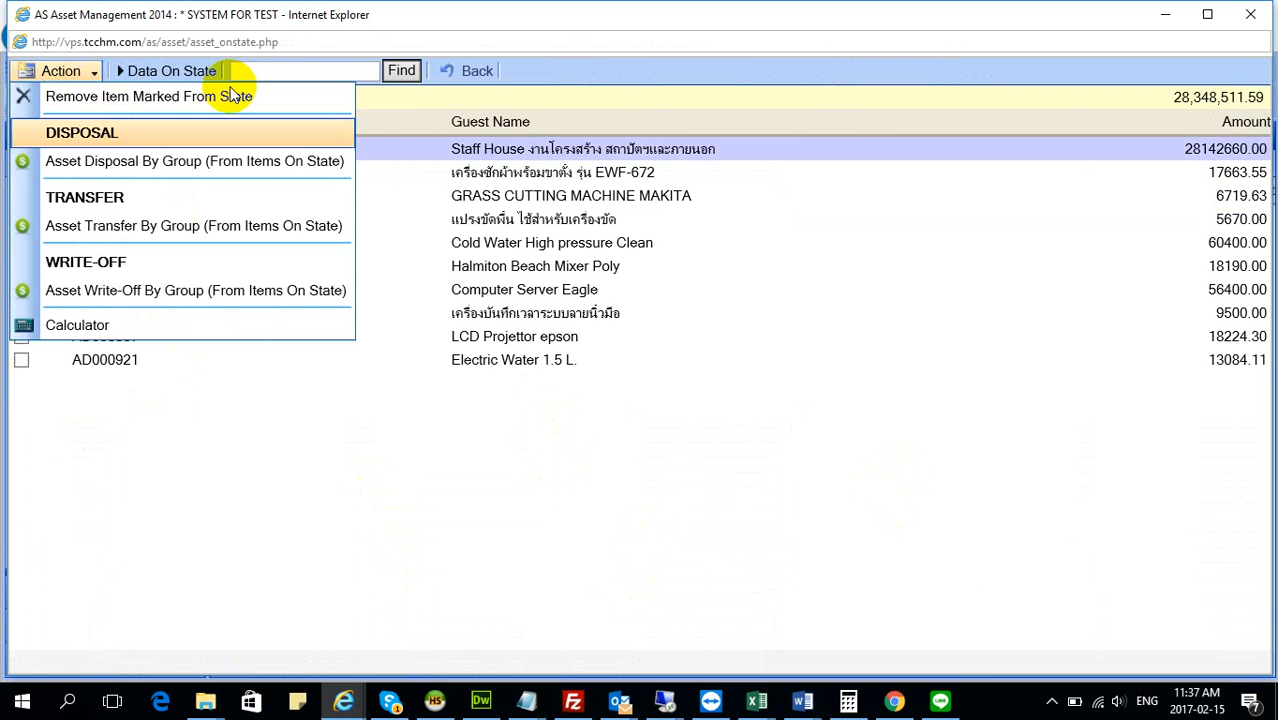 AS Asset Management 2014 : * SYSTEM FOR TEST - Internet Explorer
http://vps.tcchm.com/as/asset/asset_onstate.php
Action Data On State Find Back
Remove Item Marked From State 28,348,511.59
DISPOSAL Guest Name Amount
Staff House งานโครงสร้าง สถาปัตฯและภายนอก 28142660.00
Asset Disposal By Group (From Items On State) เครื่องซักผ้าพร้อมขาตั้ง รุ่น EWF-672 17663.55
TRANSFER GRASS CUTTING MACHINE MAKITA 6719.63
Asset Transfer By Group (From Items On State) แปรงขัดพื้น ใช้สำหรับเครื่องขัด 5670.00
Cold Water High pressure Clean 60400.00
WRITE-OFF Halmiton Beach Mixer Poly 18190.00
Asset Write-Off By Group (From Items On State) Computer Server Eagle 56400.00
เครื่องบันทึกเวลาระบบลายนิ้วมือ 9500.00
Calculator LCD Projettor epson 18224.30
AD000921 Electric Water 1.5 L. 13084.11
HS DW ENG 11:37 AM
2017-02-15